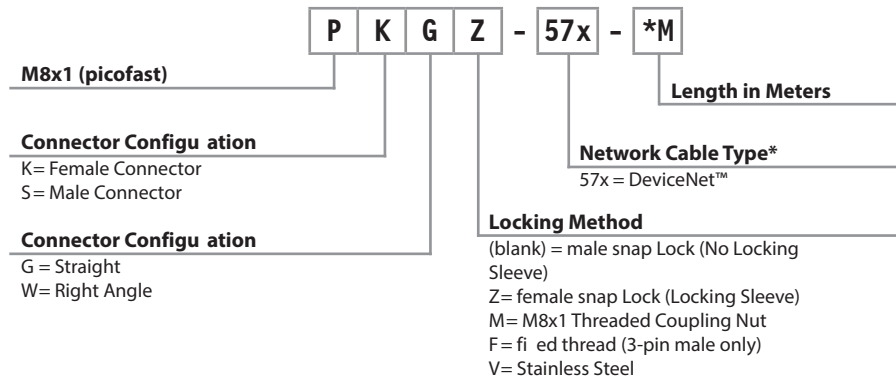 P K G Z - 57x - *M
M8x1 (picofast)
Length in Meters
Connector Configu ation
K= Female Connector
S= Male Connector
Network Cable Type*
57x = DeviceNet™
Connector Configu ation
G = Straight
W= Right Angle
Locking Method
(blank) = male snap Lock (No Locking
Sleeve)
Z= female snap Lock (Locking Sleeve)
M= M8x1 Threaded Coupling Nut
F= fi ed thread (3-pin male only)
V= Stainless Steel